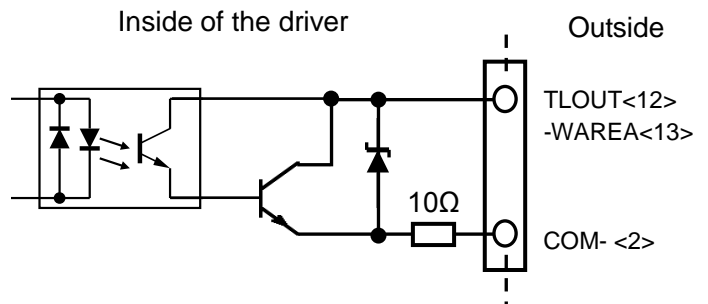 Inside of the driver
Outside
TLOUT<12>
-WAREA<13>
10Ω
COM- <2>